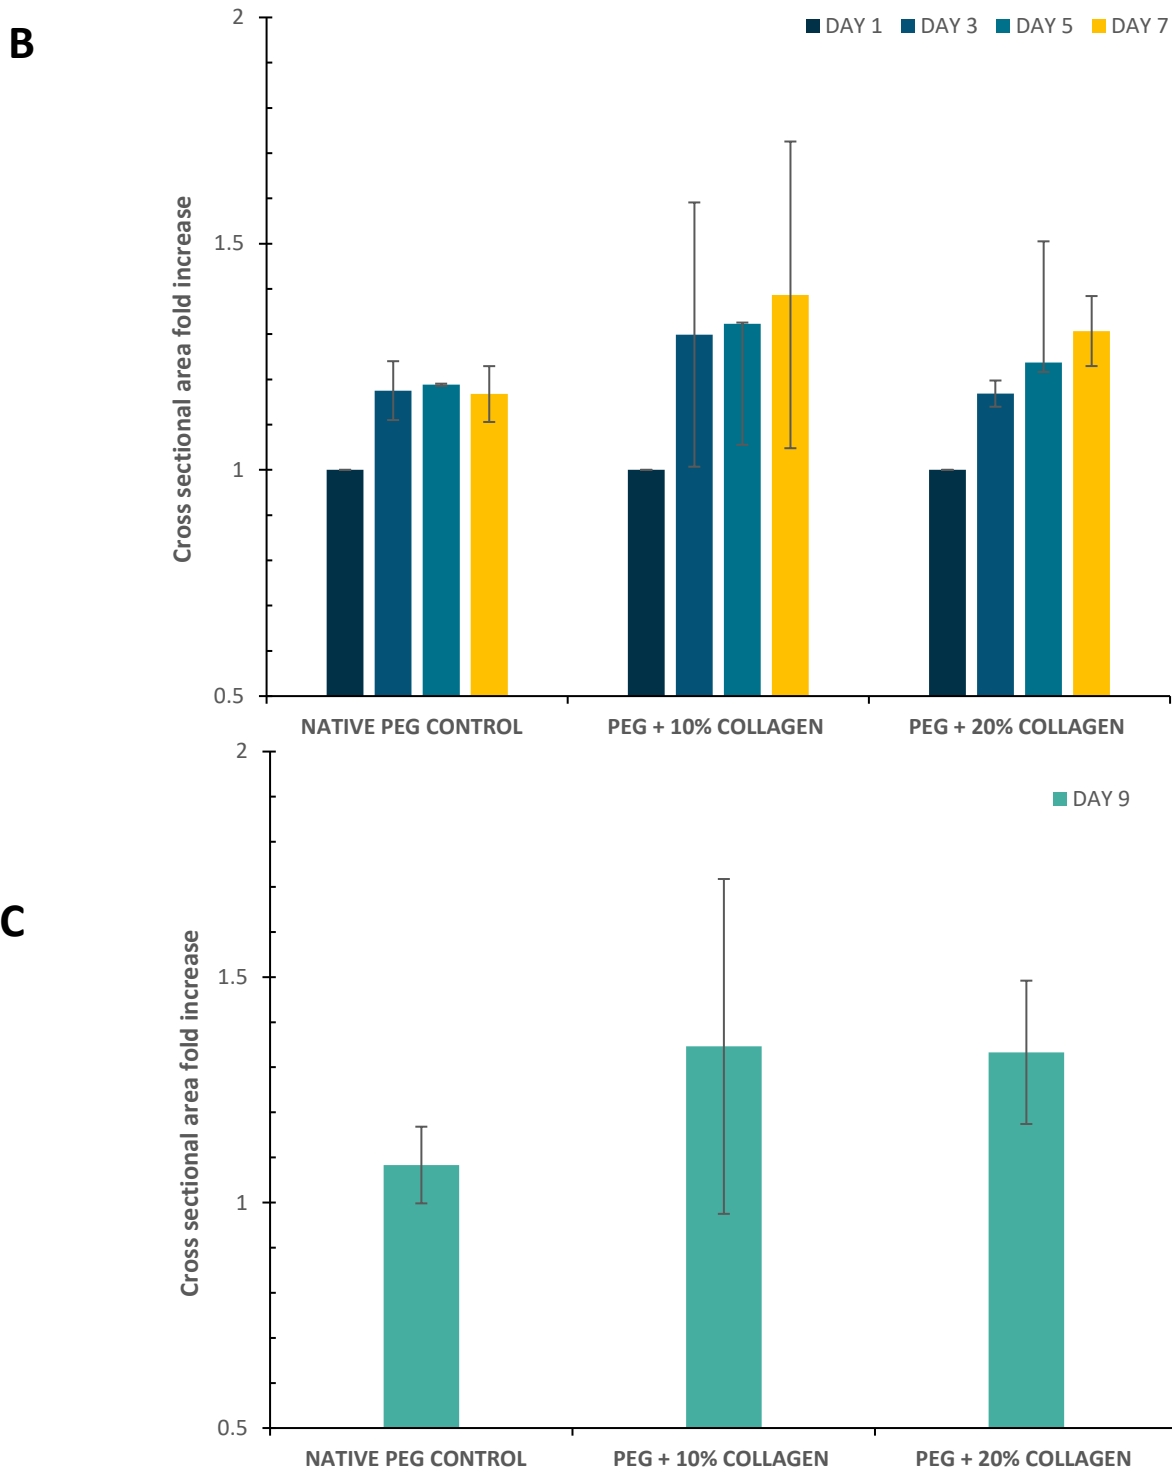 B
DAY 1 DAY 3 DAY 5 DAY 7
Cross sectional area fold increase
2
1.5
1
0.5
NATIVE PEG CONTROL PEG + 10% COLLAGEN PEG + 20% COLLAGEN
C
DAY 9
Cross sectional area fold increase
2
1.5
1
0.5
NATIVE PEG CONTROL PEG + 10% COLLAGEN PEG + 20% COLLAGEN